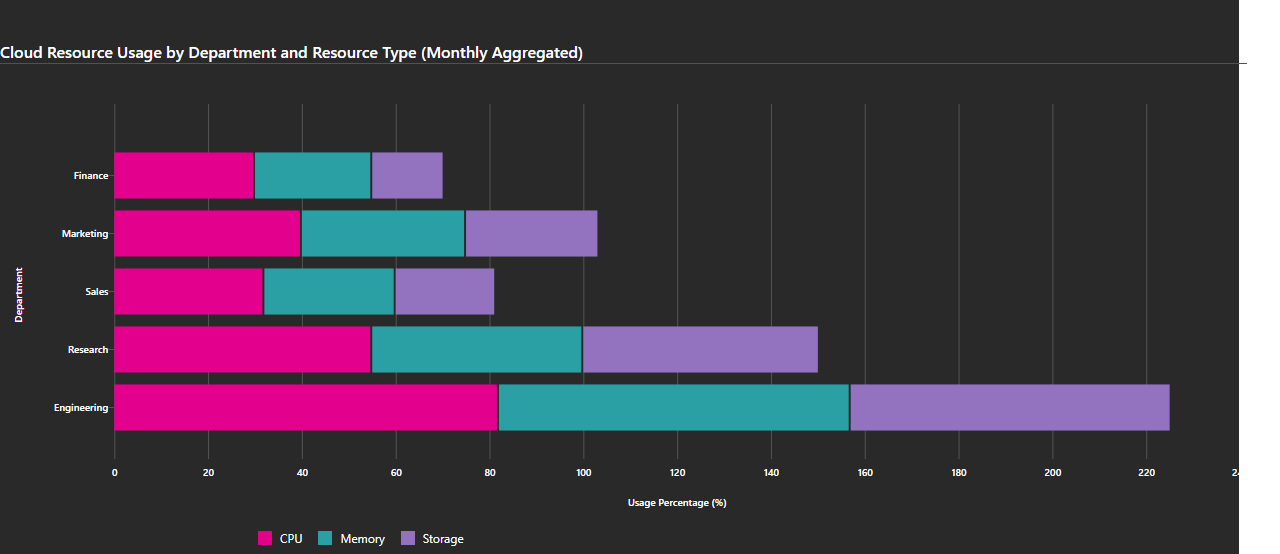 Cloud Resource Usage by Department and Resource Type (Monthly Aggregated)
Finance
Marketing
Sales
Research
Engineering
Department
0 20 40 60 80 100 120 140 160 180 200 220
Usage Percentage (%)
CPU Memory Storage